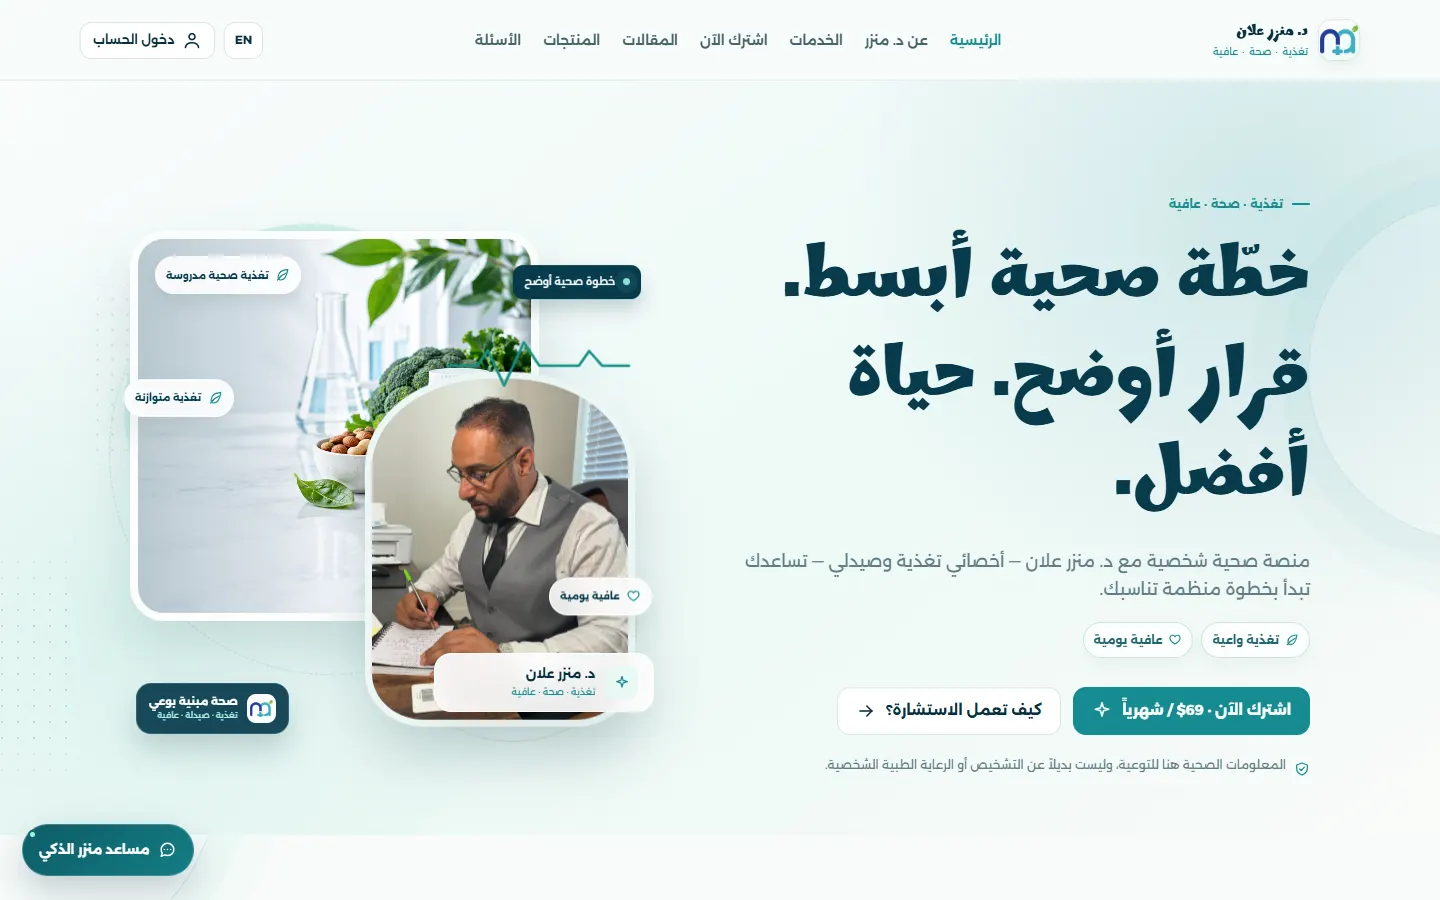 د. منزر علان
تغذية · صحة · عافية
الرئيسية
عن د. منزر
الخدمات
اشترك الآن
المقالات
المنتجات
الأسئلة
EN
دخول الحساب
تغذية · صحة · عافية
خطّة صحية أبسط.
قرار أوضح. حياة
أفضل.
منصة صحية شخصية مع د. منزر علان — أخصائي تغذية وصيدلي — تساعدك
تبدأ بخطوة منظمة تناسبك.
تغذية واعية
عافية يومية
اشترك الآن · 69$ / شهرياً
كيف تعمل الاستشارة؟
المعلومات الصحية هنا للتوعية، وليست بديلاً عن التشخيص أو الرعاية الطبية الشخصية.
تغذية صحية مدروسة
خطوة صحية أوضح
تغذية متوازنة
عافية يومية
د. منزر علان
تغذية · صحة · عافية
صحة مبنية بوعي
تغذية · صيدلة · عافية
مساعد منزر الذكي